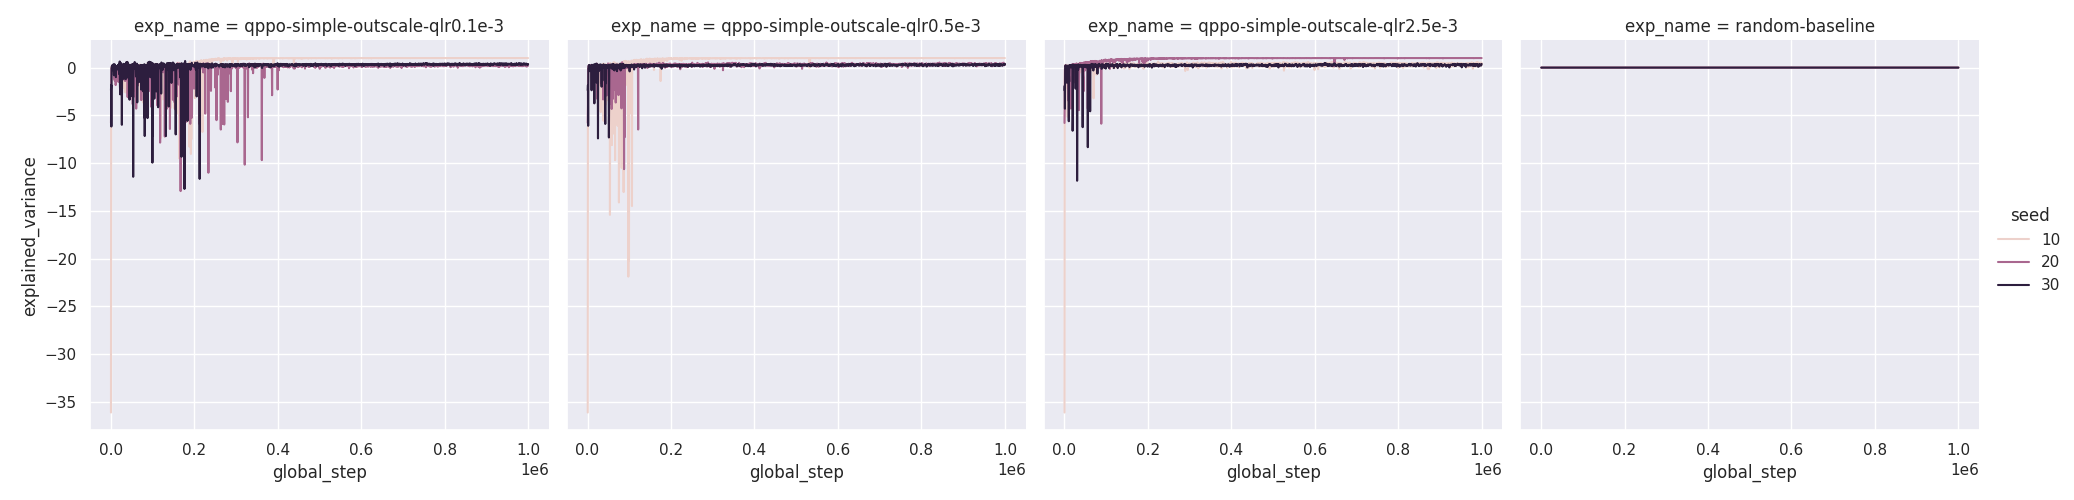 exp_name = qppo-simple-outscale-qlr0.1e-3
exp_name = qppo-simple-outscale-qlr0.5e-3
exp_name = qppo-simple-outscale-qlr2.5e-3
exp_name = random-baseline
explained_variance
0
−5
−10
−15
−20
−25
−30
−35
0.0 0.2 0.4 0.6 0.8 1.0
1e6
global_step
0.0 0.2 0.4 0.6 0.8 1.0
1e6
global_step
0.0 0.2 0.4 0.6 0.8 1.0
1e6
global_step
0.0 0.2 0.4 0.6 0.8 1.0
1e6
global_step
seed
10
20
30